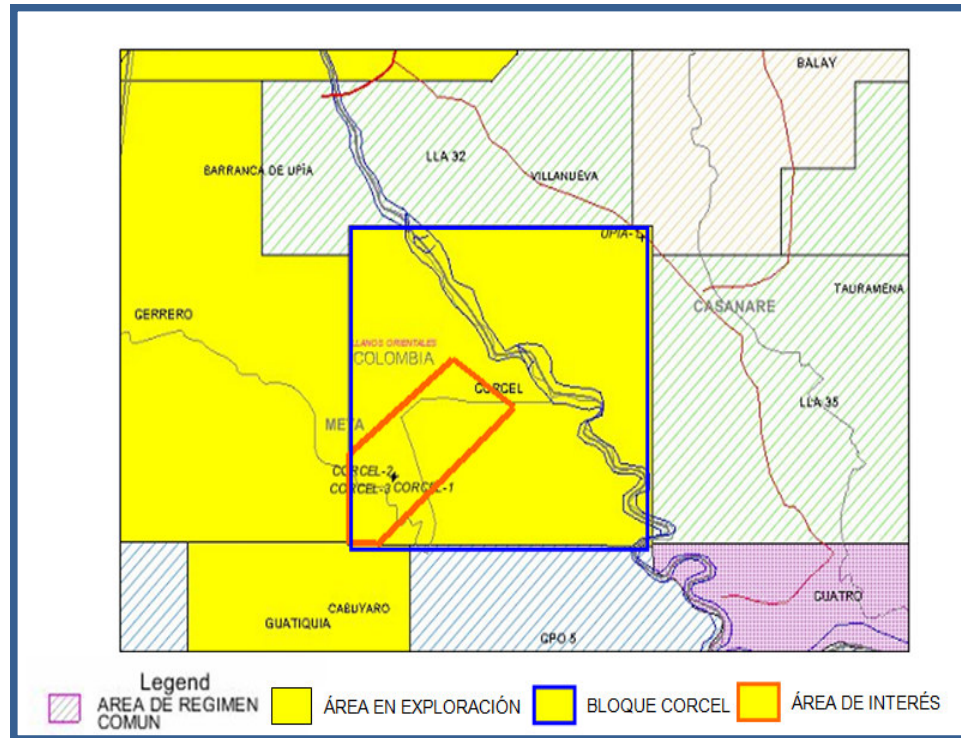 BALAY
LLA 32
BARRANCA DE UPÍA
VILLANUEVA
UPIA-1
TAURAMENA
CASANARE
GERRERO
LLANOS ORIENTALES
COLOMBIA
CORCEL
LLA 35
META
CORCEL-2
CORCEL-3 CORCEL-1
CUATRO
CABUYARO
GUATIQUIA
CPO 5
Legend
AREA DE REGIMEN
COMUN
ÁREA EN EXPLORACIÓN
BLOQUE CORCEL
ÁREA DE INTERÉS